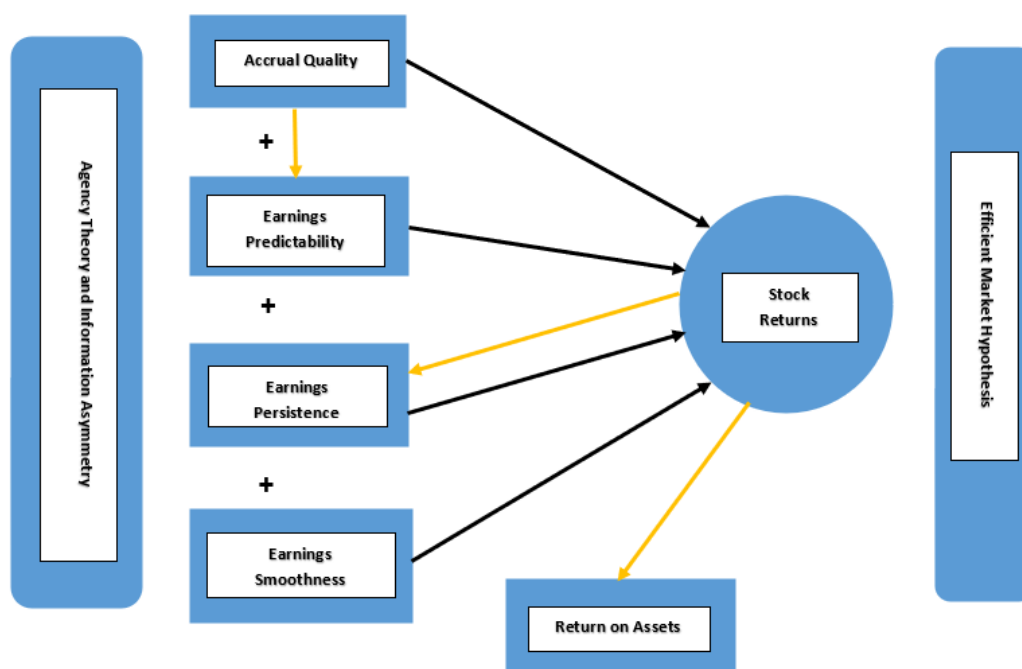 Agency Theory and Information Asymmetry
Accrual Quality
+
Earnings
Predictability
+
Earnings
Persistence
+
Earnings
Smoothness
Stock
Returns
Return on Assets
Efficient Market Hypothesis